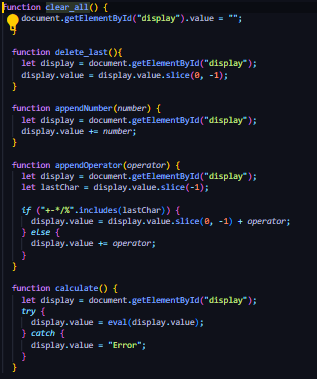 function clear_all() {
document.getElementById("display").value = "";
}
function delete_last(){
let display = document.getElementById("display");
display.value = display.value.slice(0, -1);
}
function appendNumber(number) {
let display = document.getElementById("display");
display.value += number;
}
function appendOperator(operator) {
let display = document.getElementById("display");
let lastChar = display.value.slice(-1);
if ("+-*/%".includes(lastChar)) {
display.value = display.value.slice(0, -1) + operator;
} else {
display.value += operator;
}
}
function calculate() {
let display = document.getElementById("display");
try {
display.value = eval(display.value);
} catch {
display.value = "Error";
}
}